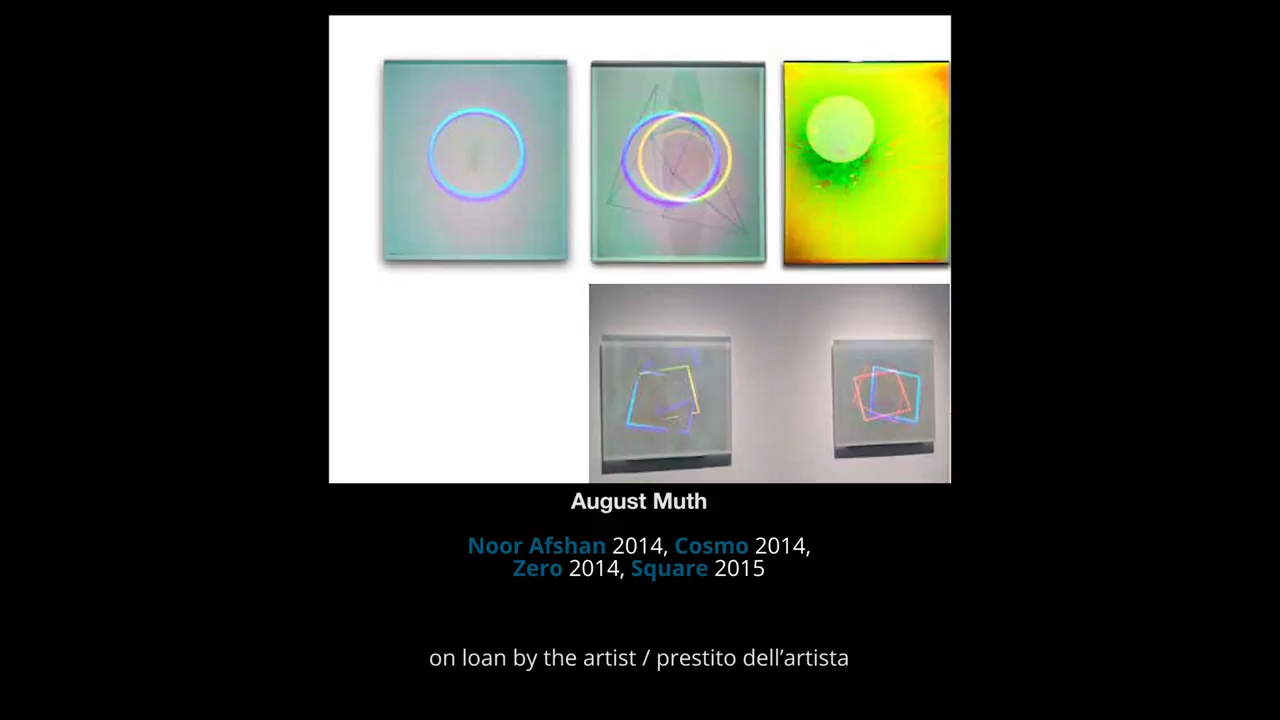 August Muth
Noor Afshan 2014, Cosmo 2014,
Zero 2014, Square 2015
on loan by the artist / prestito dell’artista